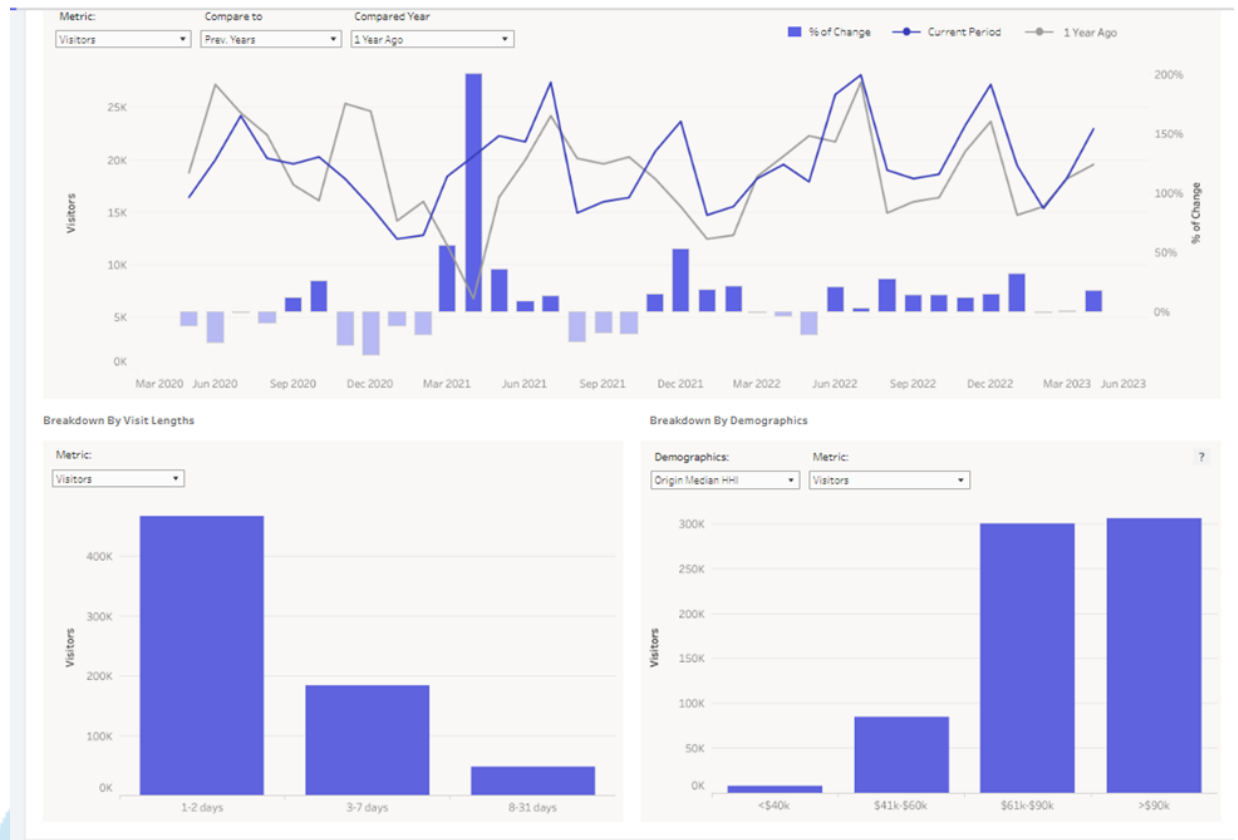 Metric: Compare to Compared Year
Visitors Prev. Years 1 Year Ago
% of Change Current Period 1 Year Ago
200%
25K
150%
20K
100%
15K
Visitors
% of Change
50%
10K
5K
0%
0K
Mar 2020 Jun 2020 Sep 2020 Dec 2020 Mar 2021 Jun 2021 Sep 2021 Dec 2021 Mar 2022 Jun 2022 Sep 2022 Dec 2022 Mar 2023 Jun 2023
Breakdown By Visit Lengths
Metric:
Visitors
400K
300K
Visitors
200K
100K
0K
1-2 days 3-7 days 8-31 days
Breakdown By Demographics
Demographics: Metric: ?
Origin Median HHI Visitors
300K
250K
200K
Visitors
150K
100K
50K
0K
<$40k $41k-$60k $61k-$90k >$90k